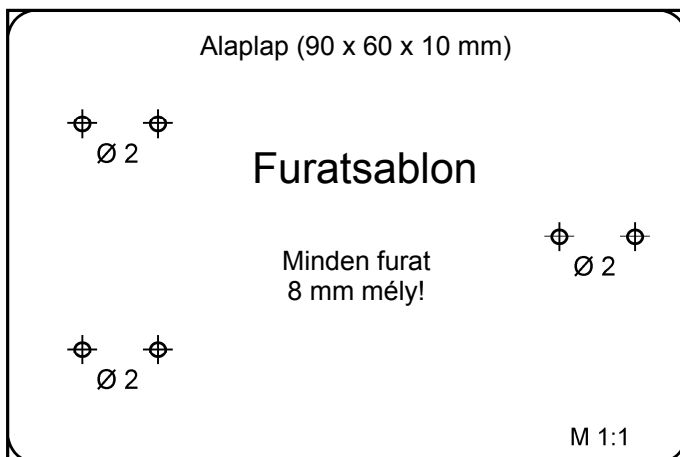 Alaplap (90 x 60 x 10 mm)
Ø 2
Furatsablon
Ø 2
Minden furat
8 mm mély!
Ø 2
M 1:1